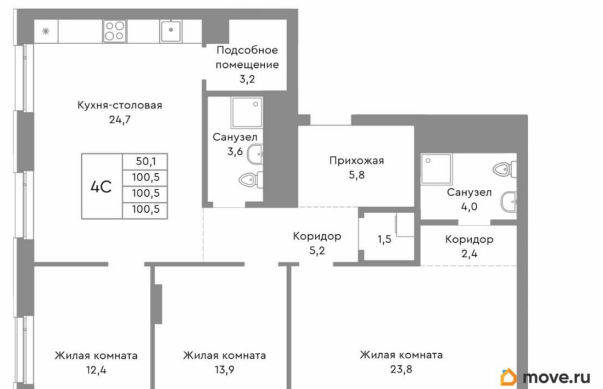 Подсобное
помещение
3,2
Кухня-столовая
24,7
Санузел
3,6
4С
50,1
100,5
100,5
100,5
Прихожая
5,8
Санузел
4,0
Коридор
5,2
1,5
Коридор
2,4
Жилая комната
12,4
Жилая комната
13,9
Жилая комната
23,8
move.ru